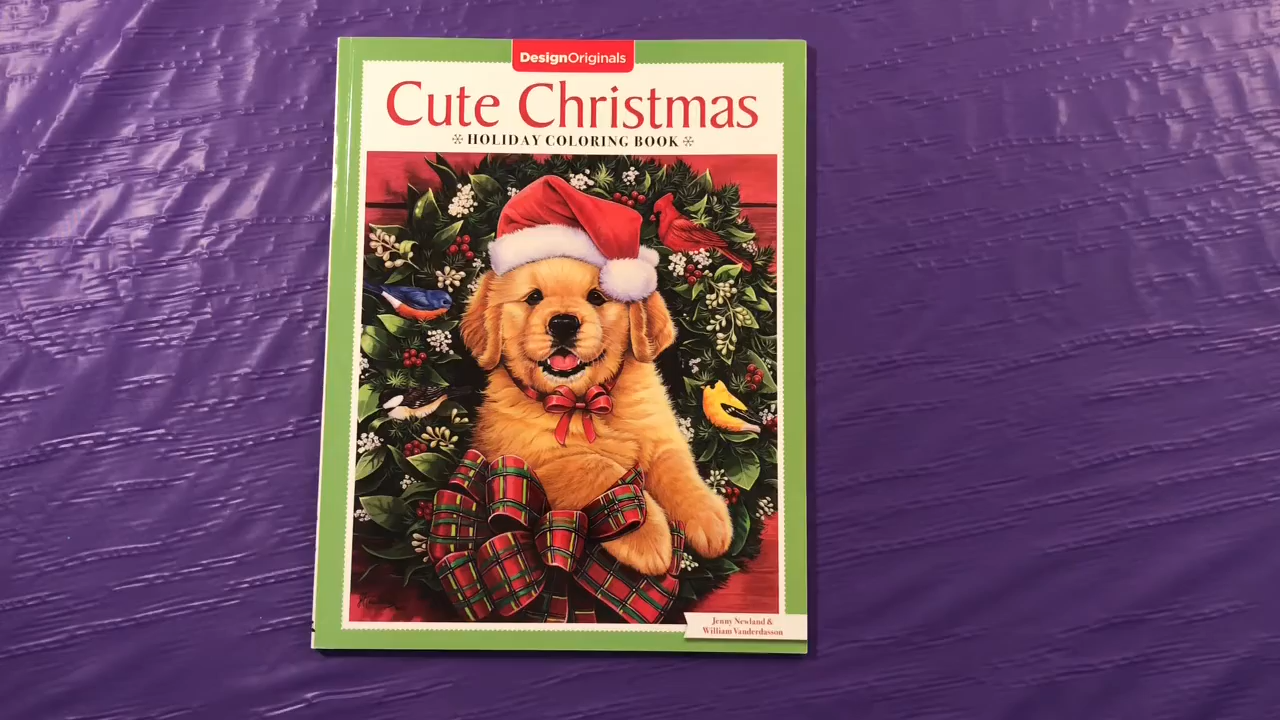 DesignOriginals
Cute Christmas
HOLIDAY COLORING BOOK
Jenny Newland &
William Vanderdasson